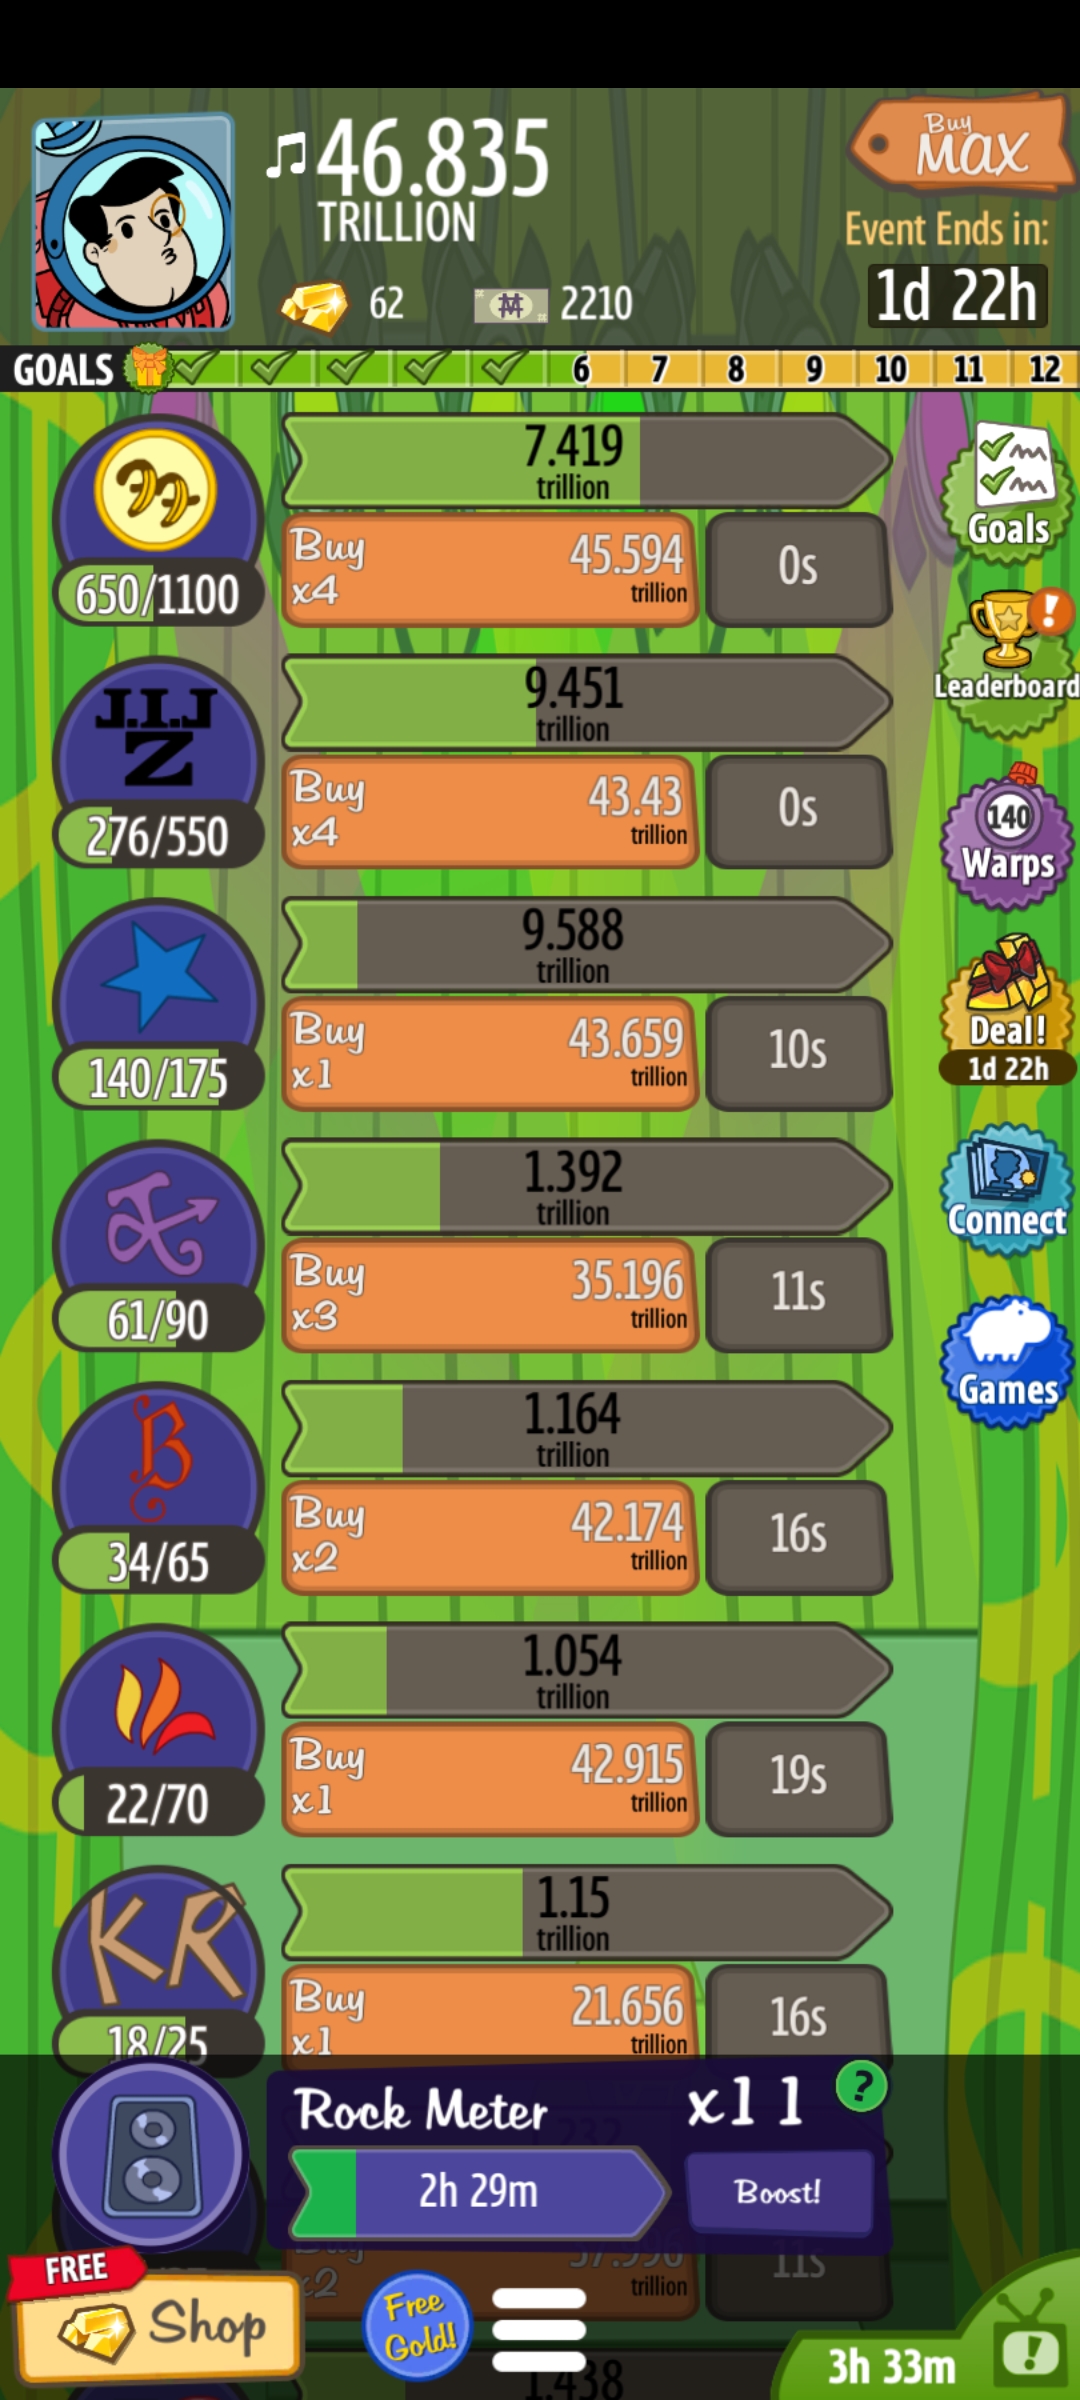 46.835
TRILLION
62
2210
Buy
MAX
Event Ends in:
1d 22h
GOALS 6 7 8 9 10 11 12
7.419
trillion
Buy
x4
45.594
trillion
0s
650/1100
Goals
J.I.J
Z
9.451
trillion
Buy
x4
43.43
trillion
0s
276/550
Leaderboard
9.588
trillion
Buy
x1
43.659
trillion
10s
140/175
140
Warps
Deal!
1d 22h
1.392
trillion
Buy
x3
35.196
trillion
11s
61/90
Connect
B
1.164
trillion
Buy
x2
42.174
trillion
16s
34/65
Games
1.054
trillion
Buy
x1
42.915
trillion
19s
22/70
KR
1.15
trillion
Buy
x1
21.656
trillion
16s
18/25
Rock Meter
x11
?
2h 29m
Boost!
Buy
x2
37.996
trillion
11s
FREE
Shop
Free
Gold!
1.438
3h 33m